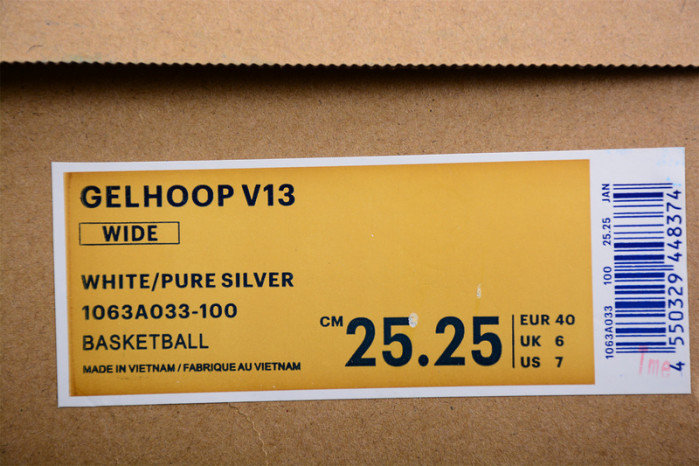 GELHOOP V13
WIDE
WHITE/PURE SILVER
1063A033-100
BASKETBALL
MADE IN VIETNAM / FABRIQUE AU VIETNAM
CM 25.25
EUR 40
UK 6
US 7
1063A033 100 25.25 JAN
4 550329 448374